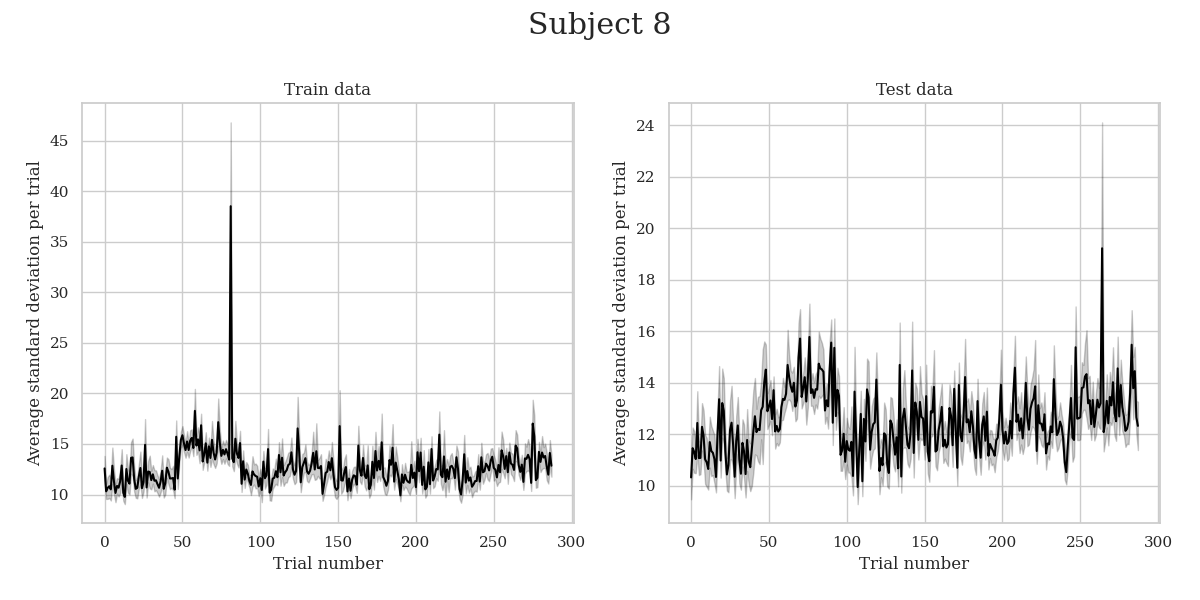 Subject 8
Train data
Average standard deviation per trial
45
40
35
30
25
20
15
10
0 50 100 150 200 250 300
Trial number
Test data
Average standard deviation per trial
24
22
20
18
16
14
12
10
0 50 100 150 200 250 300
Trial number